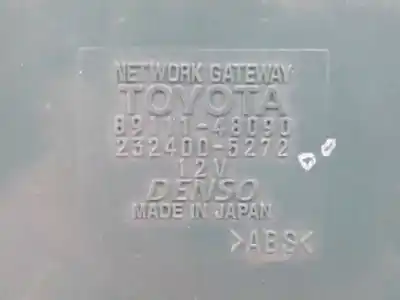 NETWORK GATEWAY
TOYOTA
89111-48090
232400-5272
12V
DENSO
MADE IN JAPAN
>ABS<